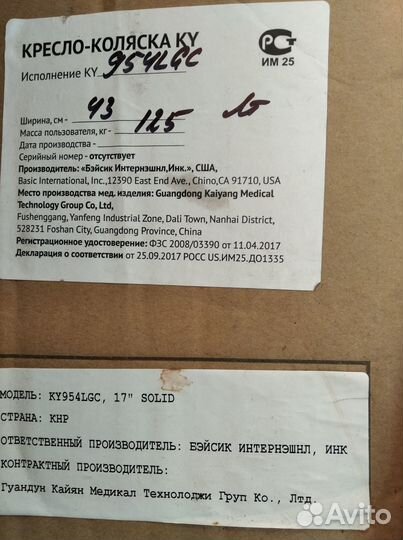 КРЕСЛО-КОЛЯСКА KY
Исполнение KY 954LGC
ИМ 25
Ширина, см - 43
Масса пользователя, кг - 125
Дата производства -
Серийный номер - отсутствует
Производитель: «Бэйсик Интернэшнл,Инк.», США,
Basic International, Inc.,12390 East End Ave., Chino,CA 91710, USA
Место производства мед. изделия: Guangdong Kaiyang Medical
Technology Group Co, Ltd,
Fushenggang, Yanfeng Industrial Zone, Dali Town, Nanhai District,
528231 Foshan City, Guangdong Province, China
Регистрационное удостоверение: ФЗС 2008/03390 от 11.04.2017
Декларация о соответствии от 25.09.2017 РОСС US.ИМ25.Д01335
МОДЕЛЬ: KY954LGC, 17" SOLID
СТРАНА: КНР
ОТВЕТСТВЕННЫЙ ПРОИЗВОДИТЕЛЬ: БЭЙСИК ИНТЕРНЭШНЛ, ИНК
КОНТРАКТНЫЙ ПРОИЗВОДИТЕЛЬ:
Гуандун Кайян Медикал Технолоджи Груп Ко., Лтд.
Avito